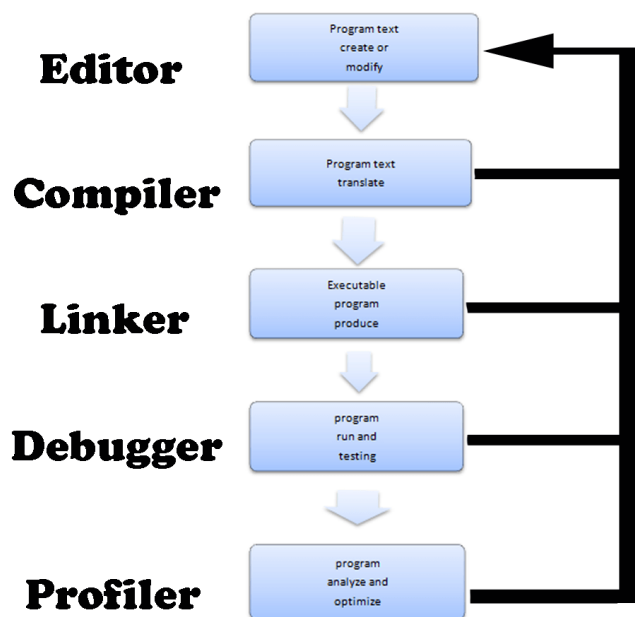 Editor
Program text
create or
modify
Compiler
Program text
translate
Linker
Executable
program
produce
Debugger
program
run and
testing
Profiler
program
analyze and
optimize